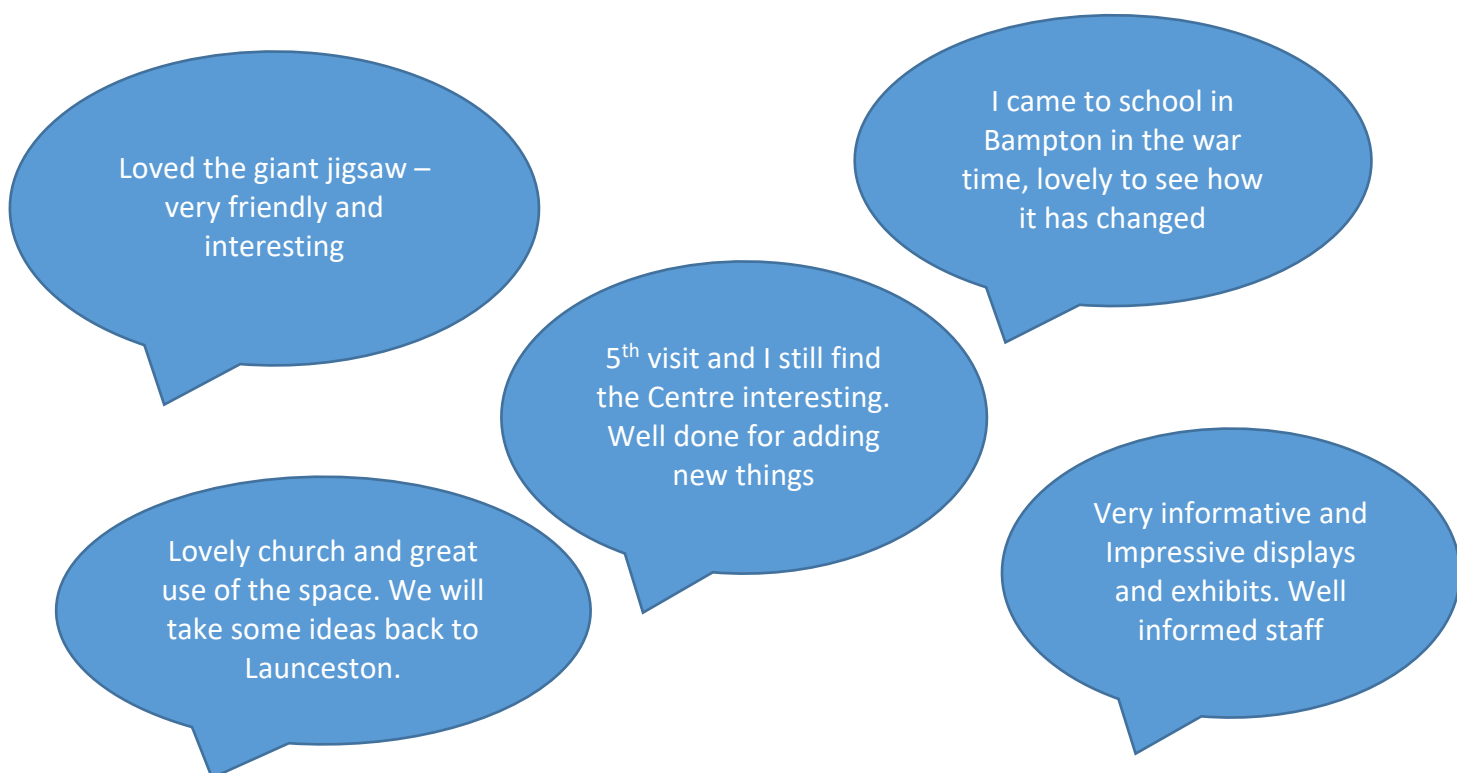 Loved the giant jigsaw –
very friendly and
interesting
I came to school in
Bampton in the war
time, lovely to see how
it has changed
5th visit and I still find
the Centre interesting.
Well done for adding
new things
Lovely church and great
use of the space. We will
take some ideas back to
Launceston.
Very informative and
Impressive displays
and exhibits. Well
informed staff